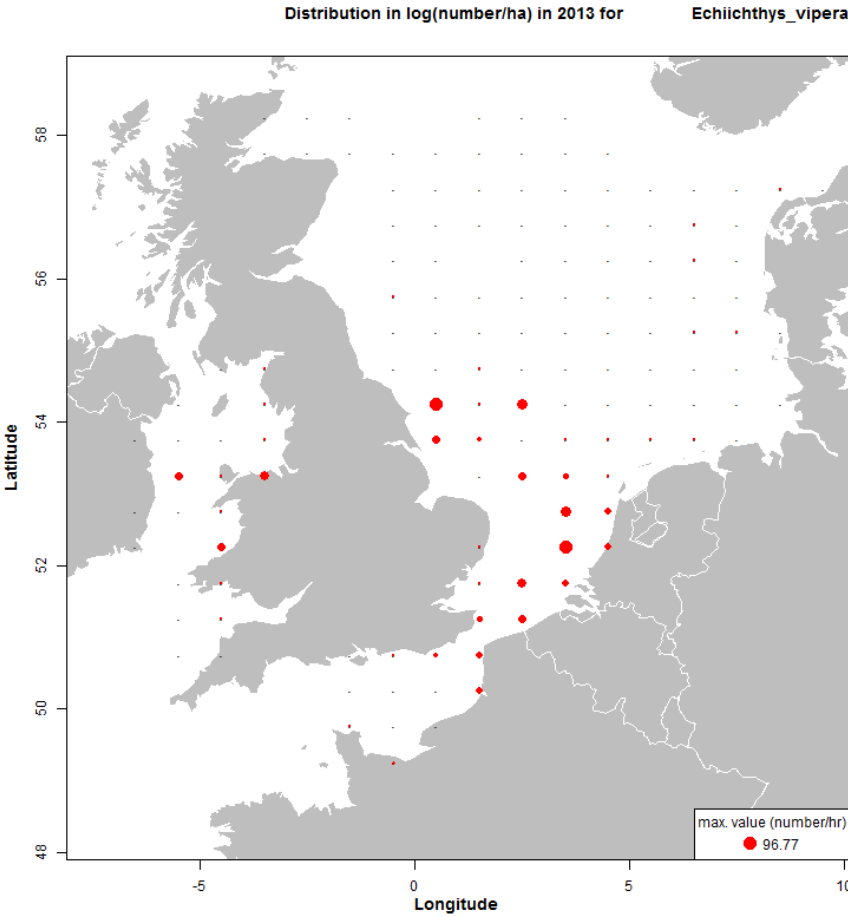 Distribution in log(number/ha) in 2013 for Echiichthys_vipera
58
56
54
52
50
48
Latitude
-5
0
5
10
Longitude
max. value (number/hr)
96.77